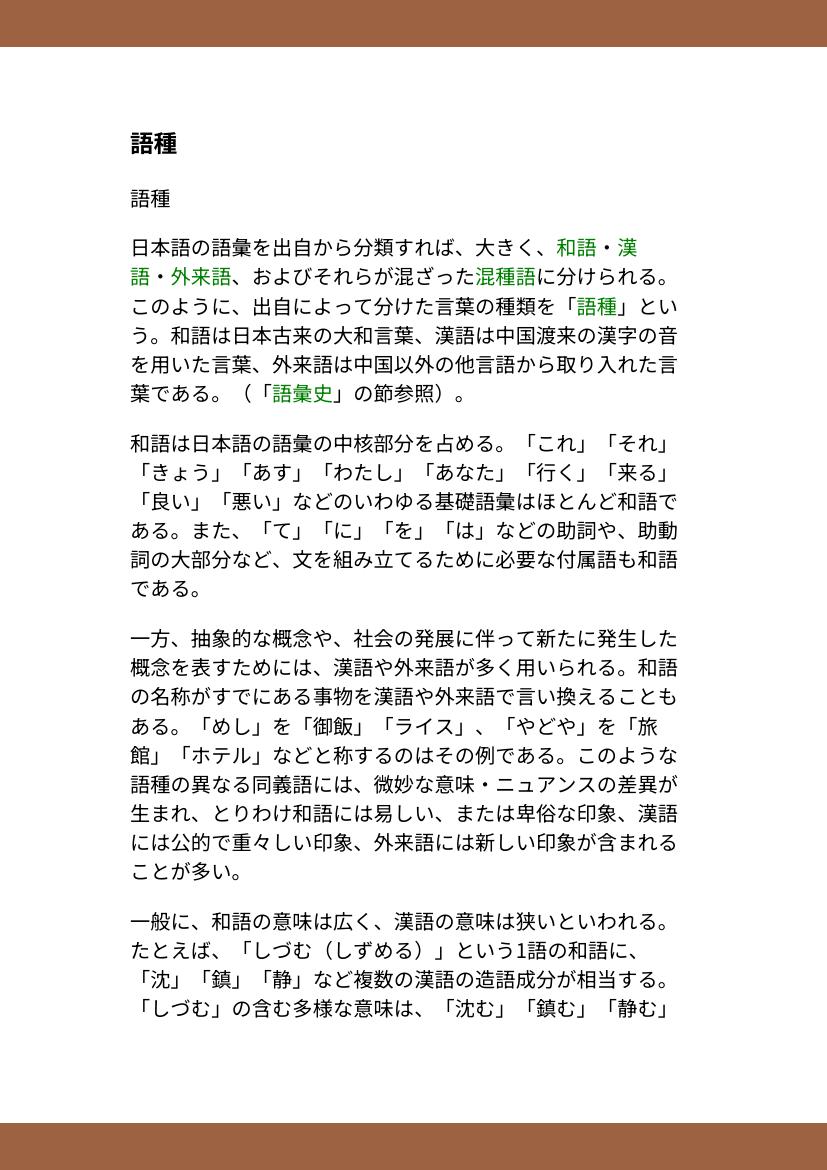 語種
語種
日本語の語彙を出自から分類すれば、大きく、和語・漢
語・外来語、およびそれらが混ざった混種語に分けられる。
このように、出自によって分けた言葉の種類を「語種」とい
う。和語は日本古来の大和言葉、漢語は中国渡来の漢字の音
を用いた言葉、外来語は中国以外の他言語から取り入れた言
葉である。（「語彙史」の節参照）。
和語は日本語の語彙の中核部分を占める。「これ」「それ」
「きょう」「あす」「わたし」「あなた」「行く」「来る」
「良い」「悪い」などのいわゆる基礎語彙はほとんど和語で
ある。また、「て」「に」「を」「は」などの助詞や、助動
詞の大部分など、文を組み立てるために必要な付属語も和語
である。
一方、抽象的な概念や、社会の発展に伴って新たに発生した
概念を表すためには、漢語や外来語が多く用いられる。和語
の名称がすでにある事物を漢語や外来語で言い換えることも
ある。「めし」を「御飯」「ライス」、「やどや」を「旅
館」「ホテル」などと称するのはその例である。このような
語種の異なる同義語には、微妙な意味・ニュアンスの差異が
生まれ、とりわけ和語には易しい、または卑俗な印象、漢語
には公的で重々しい印象、外来語には新しい印象が含まれる
ことが多い。
一般に、和語の意味は広く、漢語の意味は狭いといわれる。
たとえば、「しづむ（しずめる）」という1語の和語に、
「沈」「鎮」「静」など複数の漢語の造語成分が相当する。
「しづむ」の含む多様な意味は、「沈む」「鎮む」「静む」